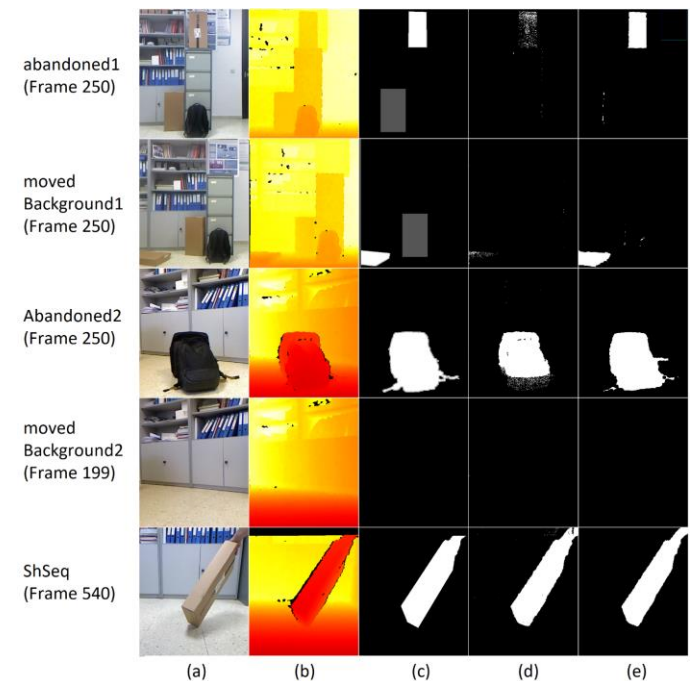 abandoned1
(Frame 250)
moved
Background1
(Frame 250)
Abandoned2
(Frame 250)
moved
Background2
(Frame 199)
ShSeq
(Frame 540)
(a) (b) (c) (d) (e)